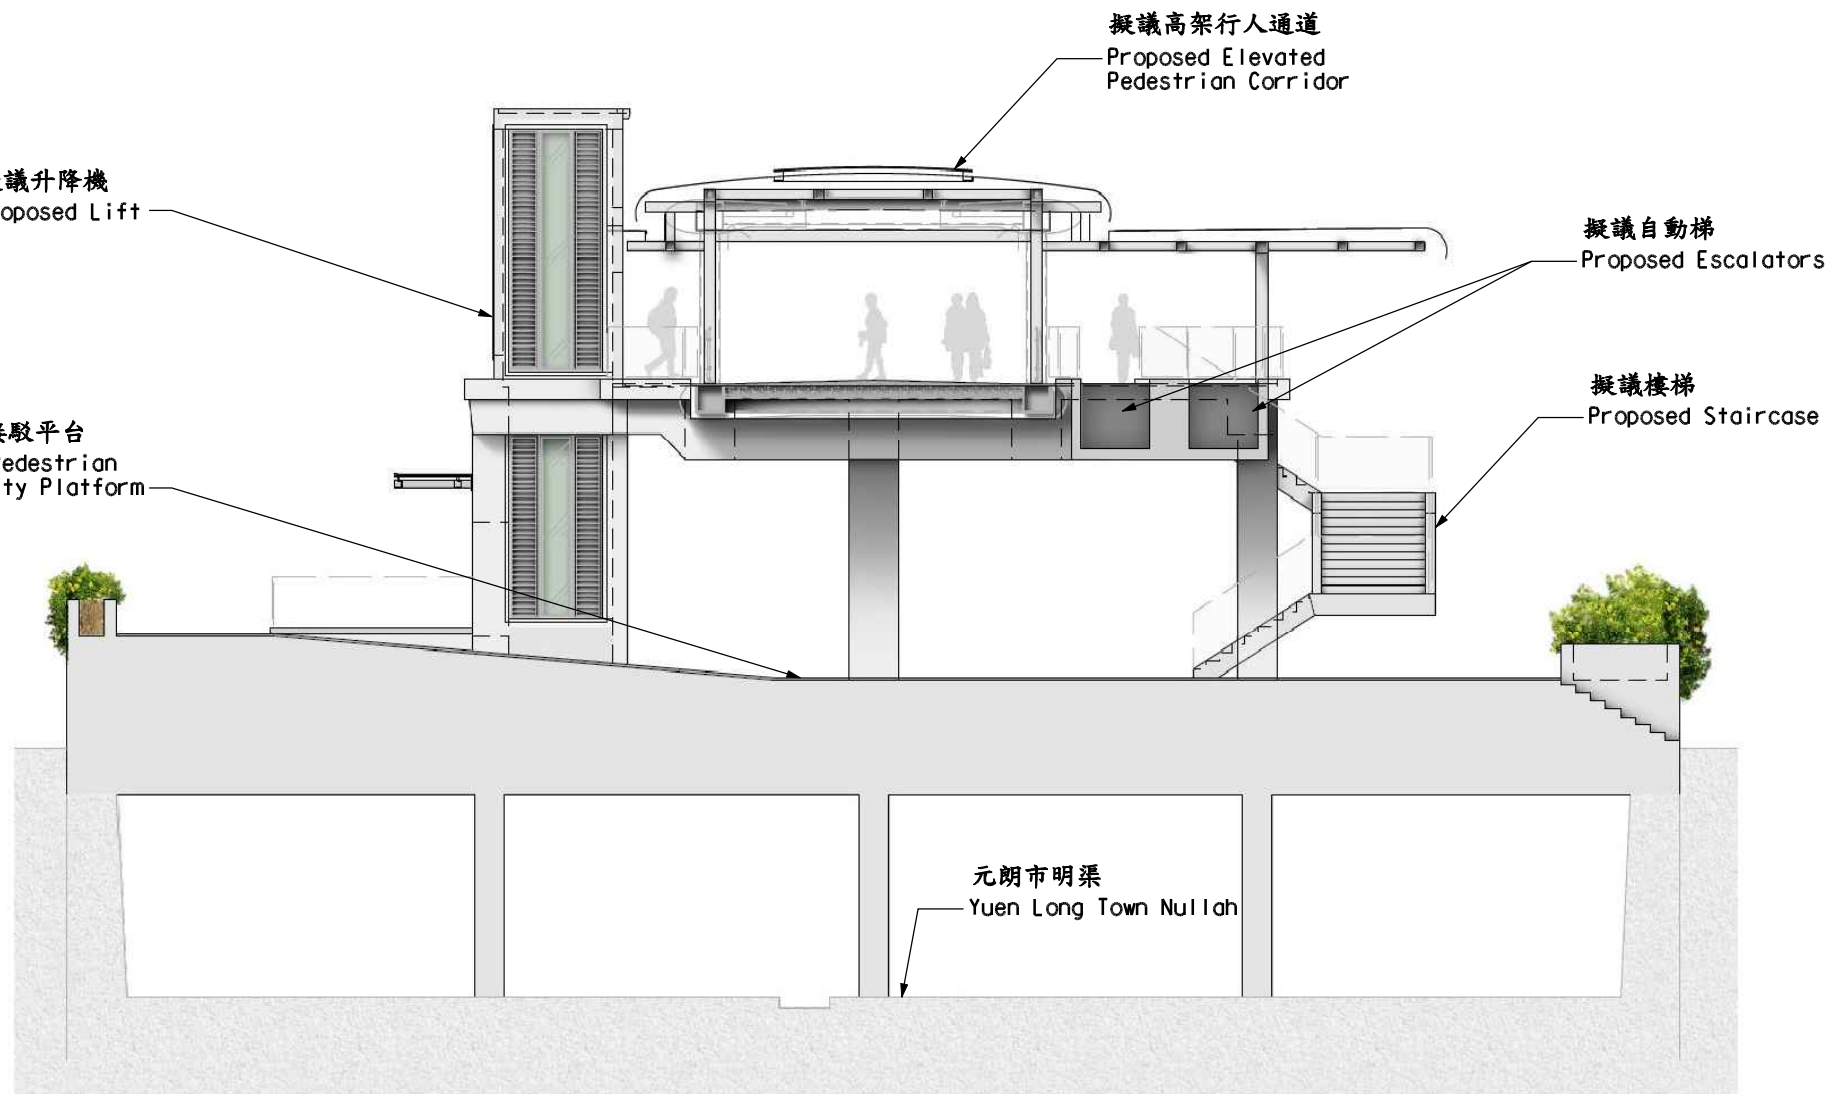 擬議高架行人通道
Proposed Elevated
Pedestrian Corridor
議升降機
oposed Lift
擬議自動梯
Proposed Escalators
擬議樓梯
Proposed Staircase
駁平台
edestrian
ity Platform
元朗市明渠
Yuen Long Town Nullah